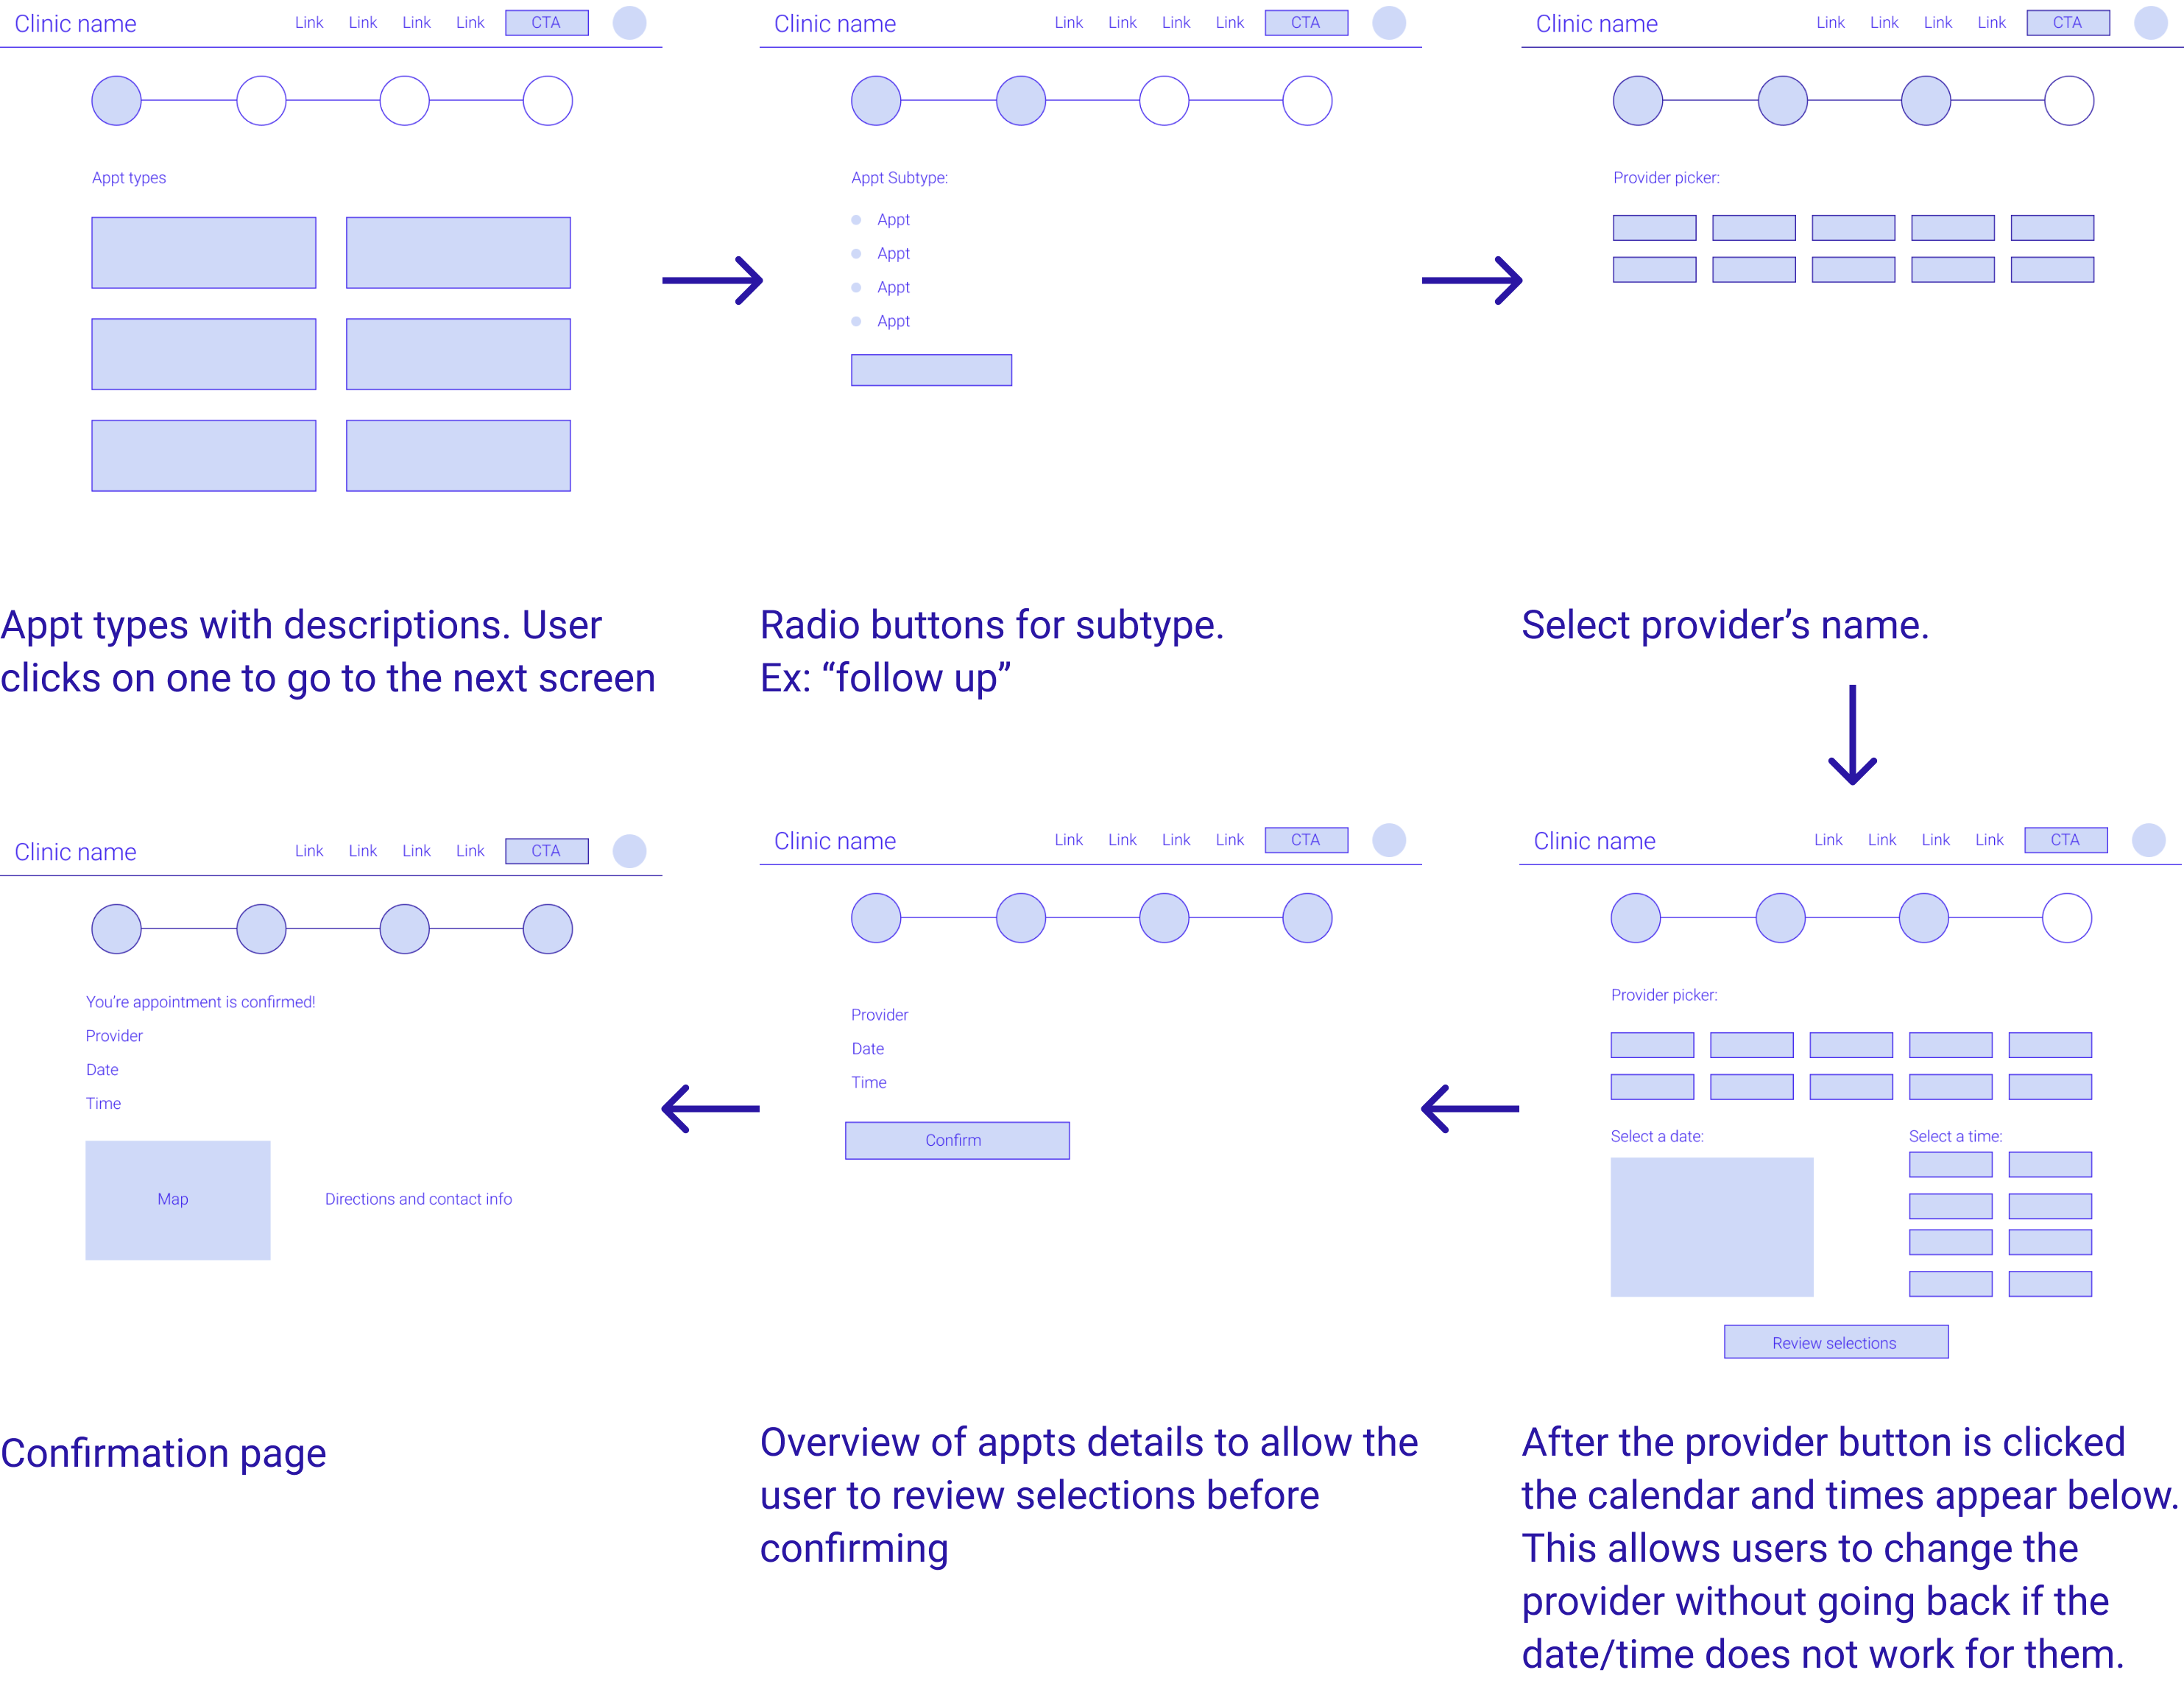 Clinic name
Link Link Link Link CTA
Appt types
Appt types with descriptions. User
clicks on one to go to the next screen
Clinic name
Link Link Link Link CTA
Appt Subtype:
Appt
Appt
Appt
Appt
Radio buttons for subtype.
Ex: “follow up”
Clinic name
Link Link Link Link CTA
Provider picker:
Select provider’s name.
Clinic name
Link Link Link Link CTA
Provider picker:
Select a date:
Select a time:
Review selections
After the provider button is clicked
the calendar and times appear below.
This allows users to change the
provider without going back if the
date/time does not work for them.
Clinic name
Link Link Link Link CTA
Provider
Date
Time
Confirm
Overview of appts details to allow the
user to review selections before
confirming
Clinic name
Link Link Link Link CTA
You’re appointment is confirmed!
Provider
Date
Time
Map
Directions and contact info
Confirmation page